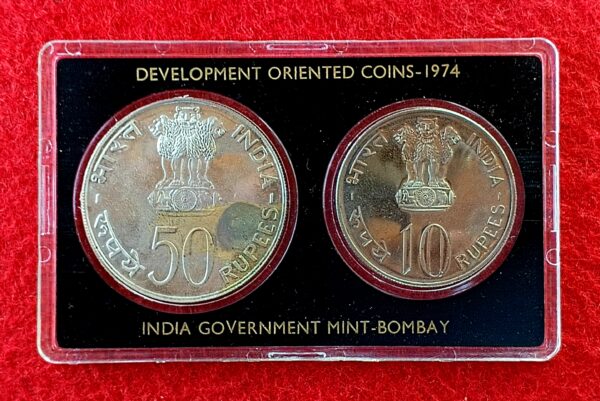 DEVELOPMENT ORIENTED COINS-1974
भारत INDIA
रूपये 50 RUPEES
भारत INDIA
रूपये 10 RUPEES
INDIA GOVERNMENT MINT-BOMBAY